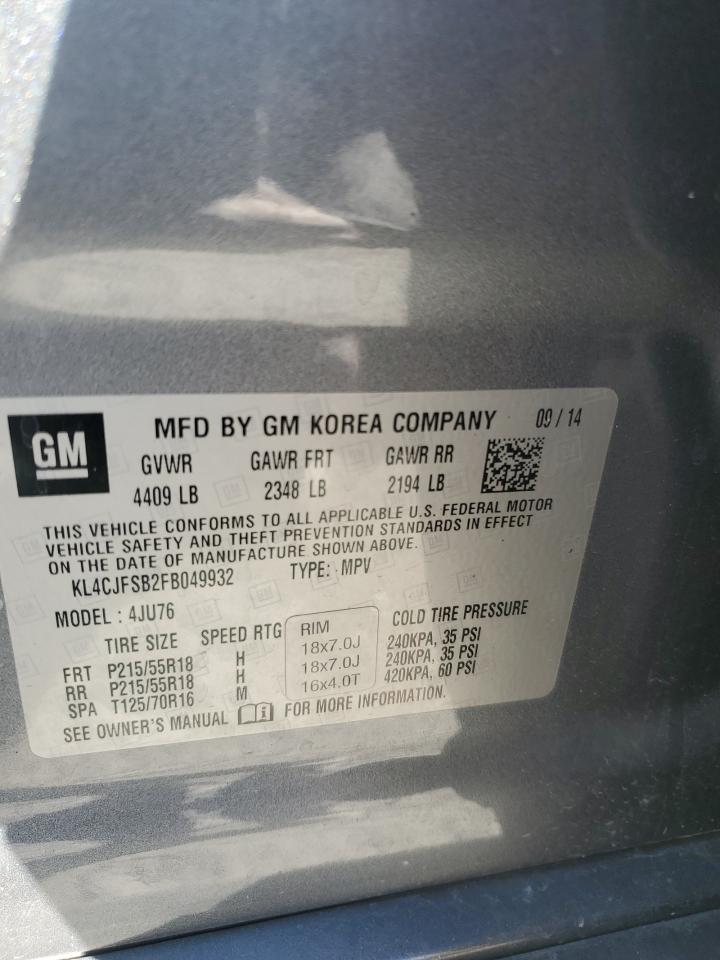 GM
MFD BY GM KOREA COMPANY 09/14
GVWR GAWR FRT GAWR RR
4409 LB 2348 LB 2194 LB
THIS VEHICLE CONFORMS TO ALL APPLICABLE U.S. FEDERAL MOTOR
VEHICLE SAFETY AND THEFT PREVENTION STANDARDS IN EFFECT
ON THE DATE OF MANUFACTURE SHOWN ABOVE.
KL4CJFSB2FB049932 TYPE: MPV
MODEL : 4JU76
TIRE SIZE SPEED RTG RIM COLD TIRE PRESSURE
FRT P215/55R18 H 18x7.0J 240KPA, 35 PSI
RR P215/55R18 H 18x7.0J 240KPA, 35 PSI
SPA T125/70R16 M 16x4.0T 420KPA, 60 PSI
SEE OWNER'S MANUAL FOR MORE INFORMATION.